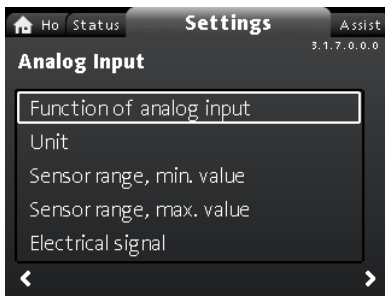 Ho Status Settings Assist
3.1.7.0.0.0
Analog Input
Function of analog input
Unit
Sensor range, min. value
Sensor range, max. value
Electrical signal